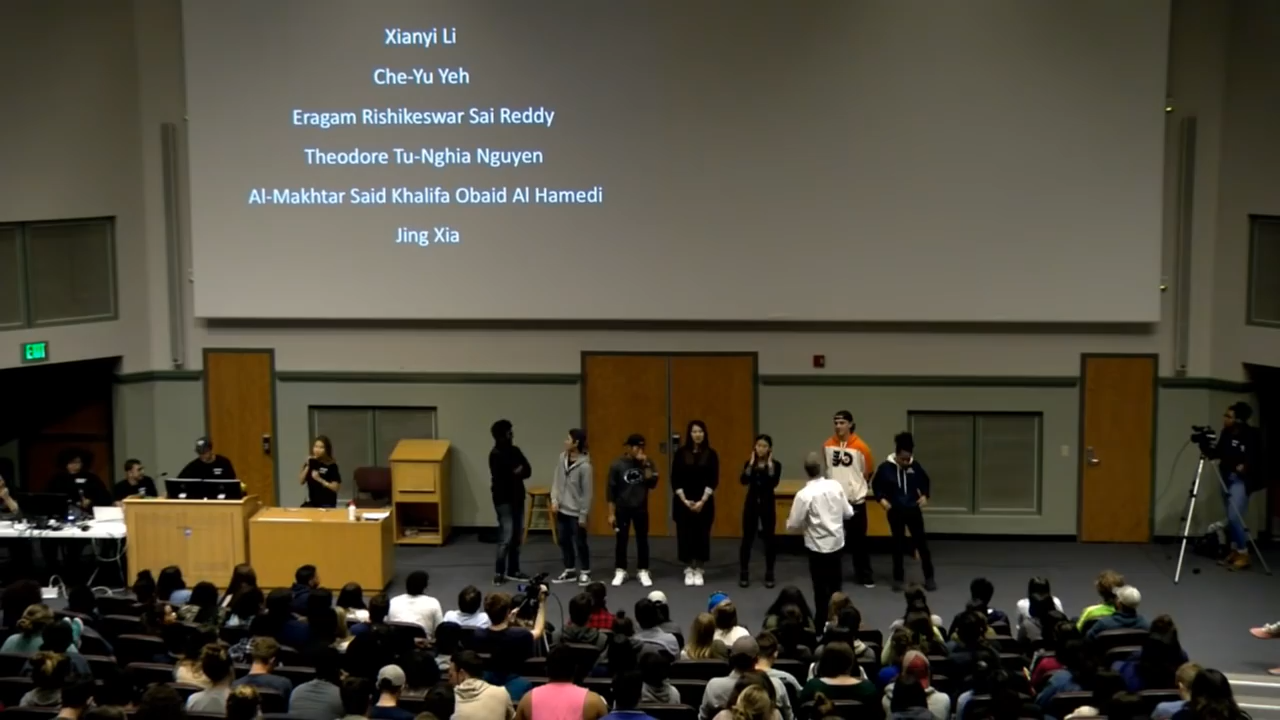 Xianyi Li
Che-Yu Yeh
Eragam Rishikeswar Sai Reddy
Theodore Tu-Nghia Nguyen
Al-Makhtar Said Khalifa Obaid Al Hamedi
Jing Xia
EXIT